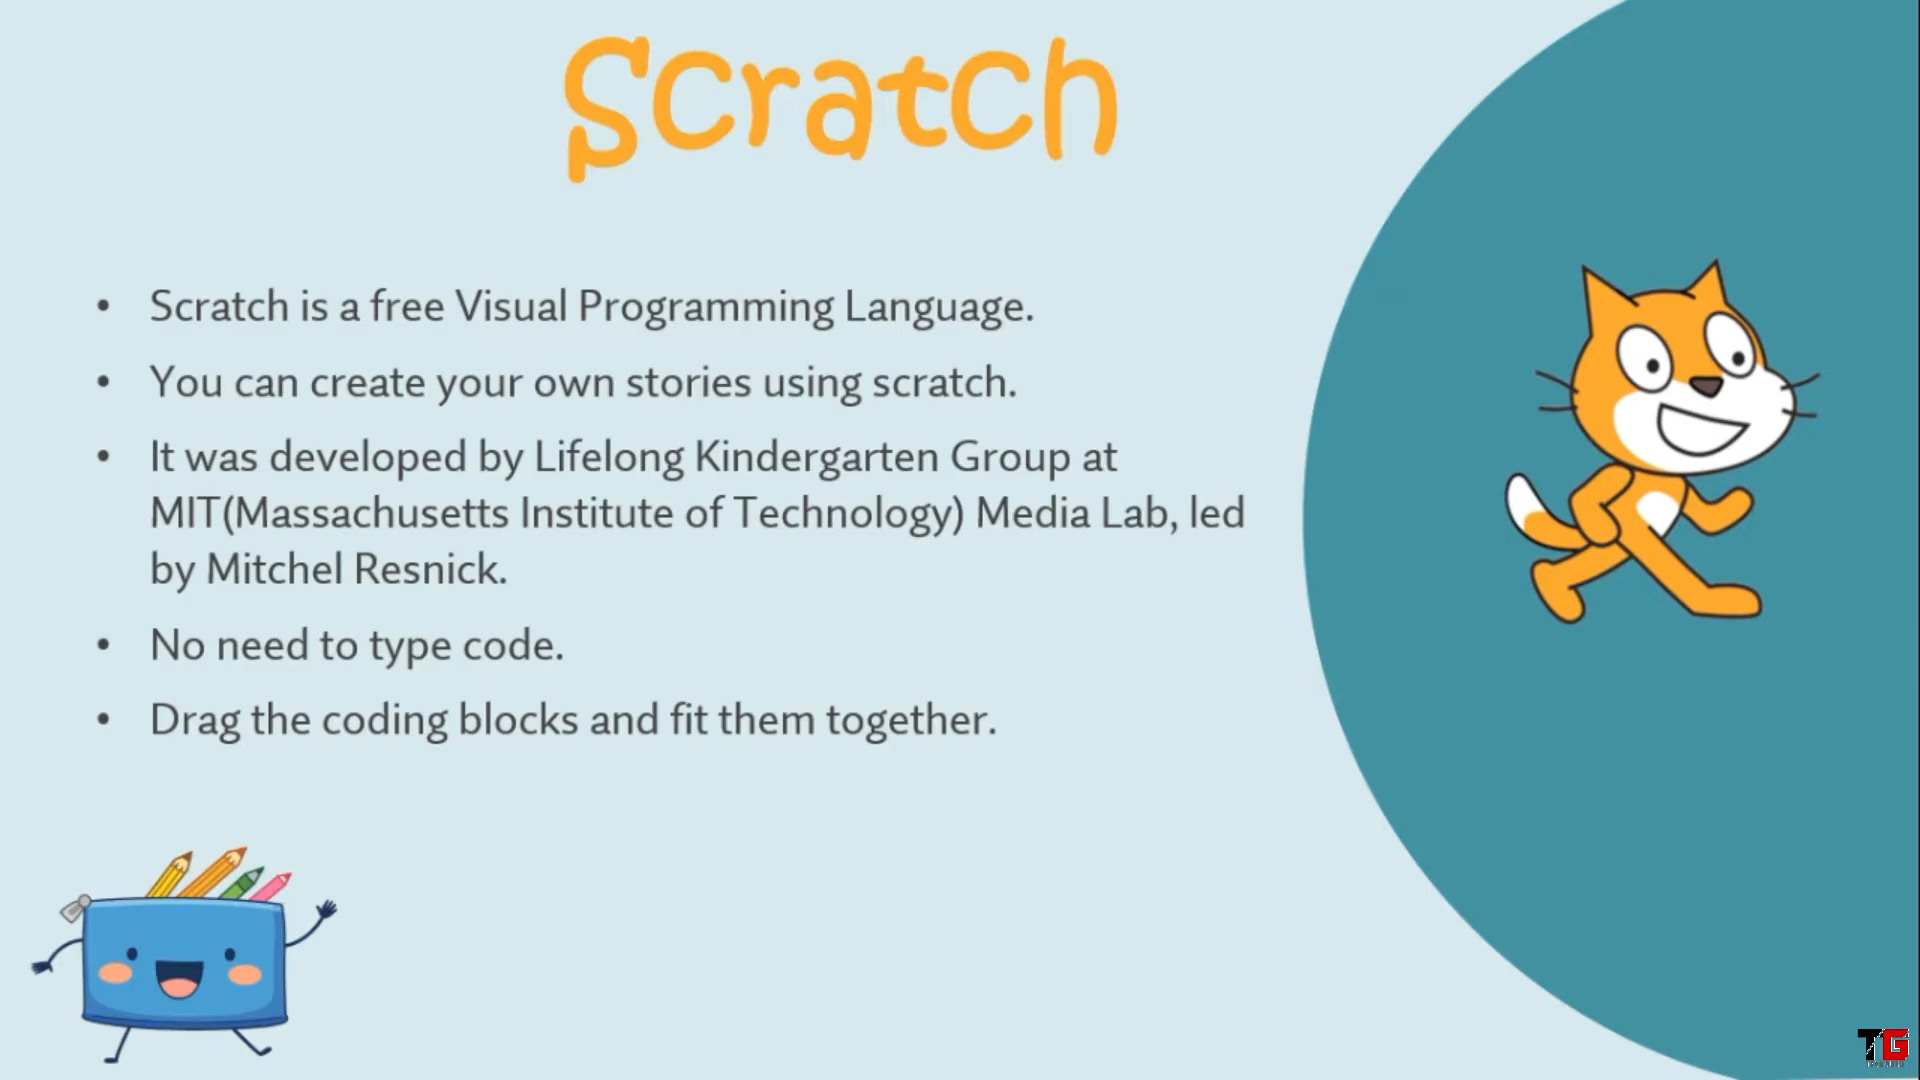 Scratch
• Scratch is a free Visual Programming Language.
• You can create your own stories using scratch.
• It was developed by Lifelong Kindergarten Group at
MIT(Massachusetts Institute of Technology) Media Lab, led
by Mitchel Resnick.
• No need to type code.
• Drag the coding blocks and fit them together.
TG